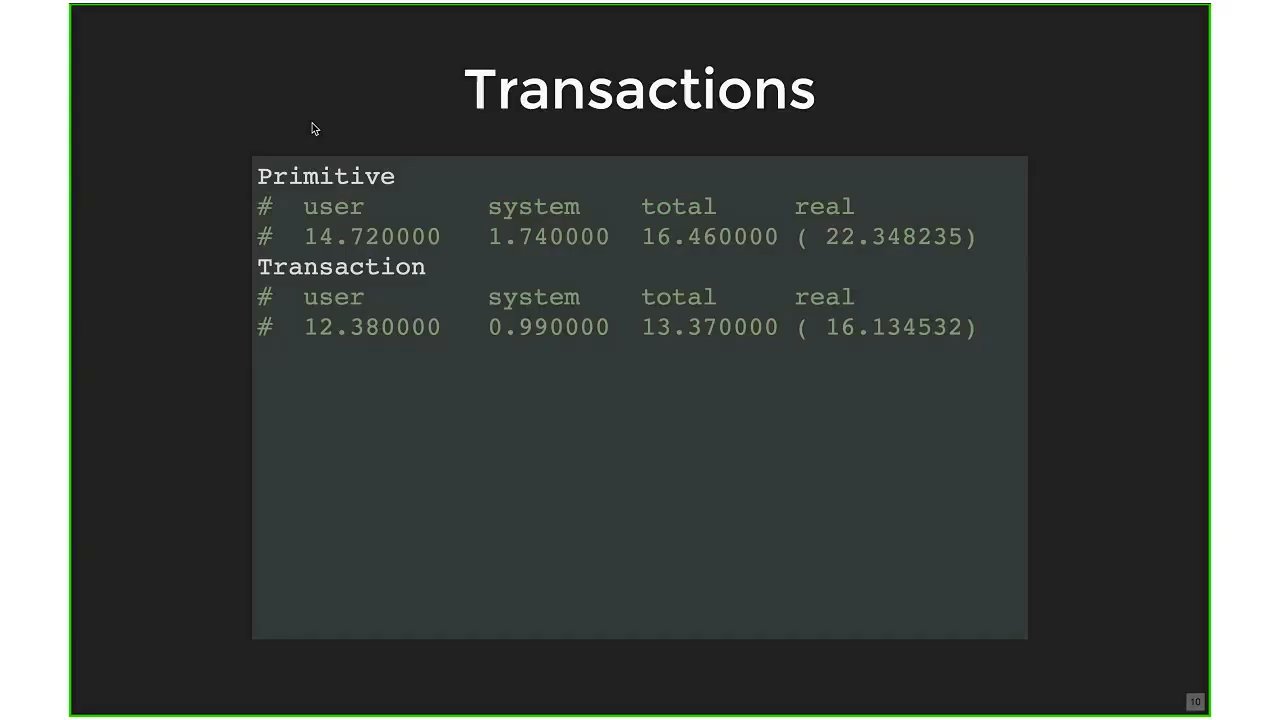 Transactions
Primitive
# user system total real
# 14.720000 1.740000 16.460000 ( 22.348235)
Transaction
# user system total real
# 12.380000 0.990000 13.370000 ( 16.134532)
10